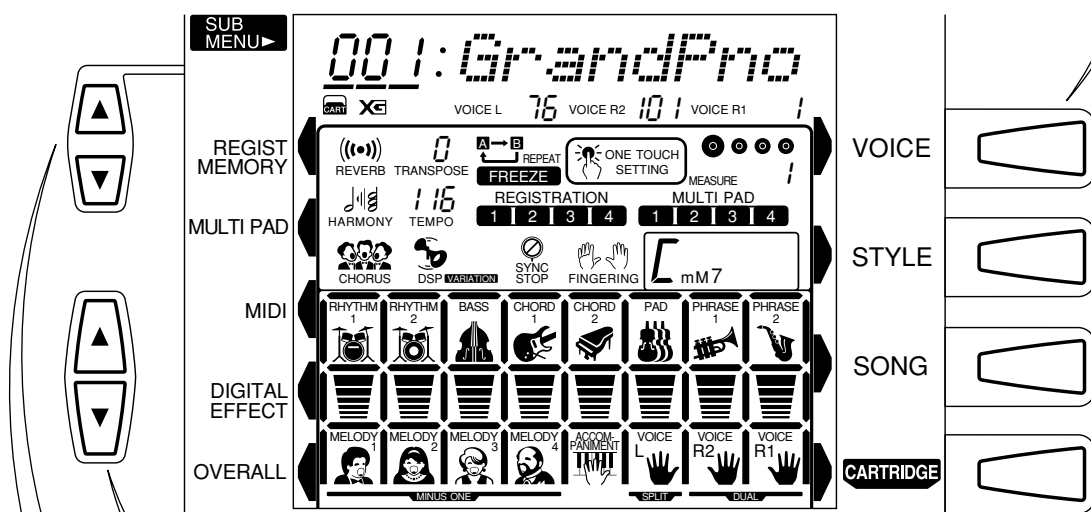 SUB
MENU►
001:GrandPno
CART XG VOICE L 76 VOICE R2 101 VOICE R1 1
REGIST
MEMORY
MULTI PAD
MIDI
DIGITAL
EFFECT
OVERALL
REVERB
0
TRANSPOSE
A B
REPEAT
FREEZE
ONE TOUCH
SETTING
MEASURE 1
HARMONY
116
TEMPO
REGISTRATION
1 2 3 4
MULTI PAD
1 2 3 4
CHORUS
DSP VARIATION
SYNC
STOP
FINGERING
C mM7
RHYTHM
1
RHYTHM
2
BASS
CHORD
1
CHORD
2
PAD
PHRASE
1
PHRASE
2
MELODY
1
MELODY
2
MELODY
3
MELODY
4
ACCOM-
PANIMENT
VOICE
L
VOICE
R2
VOICE
R1
MINUS ONE
SPLIT
DUAL
VOICE
STYLE
SONG
CARTRIDGE